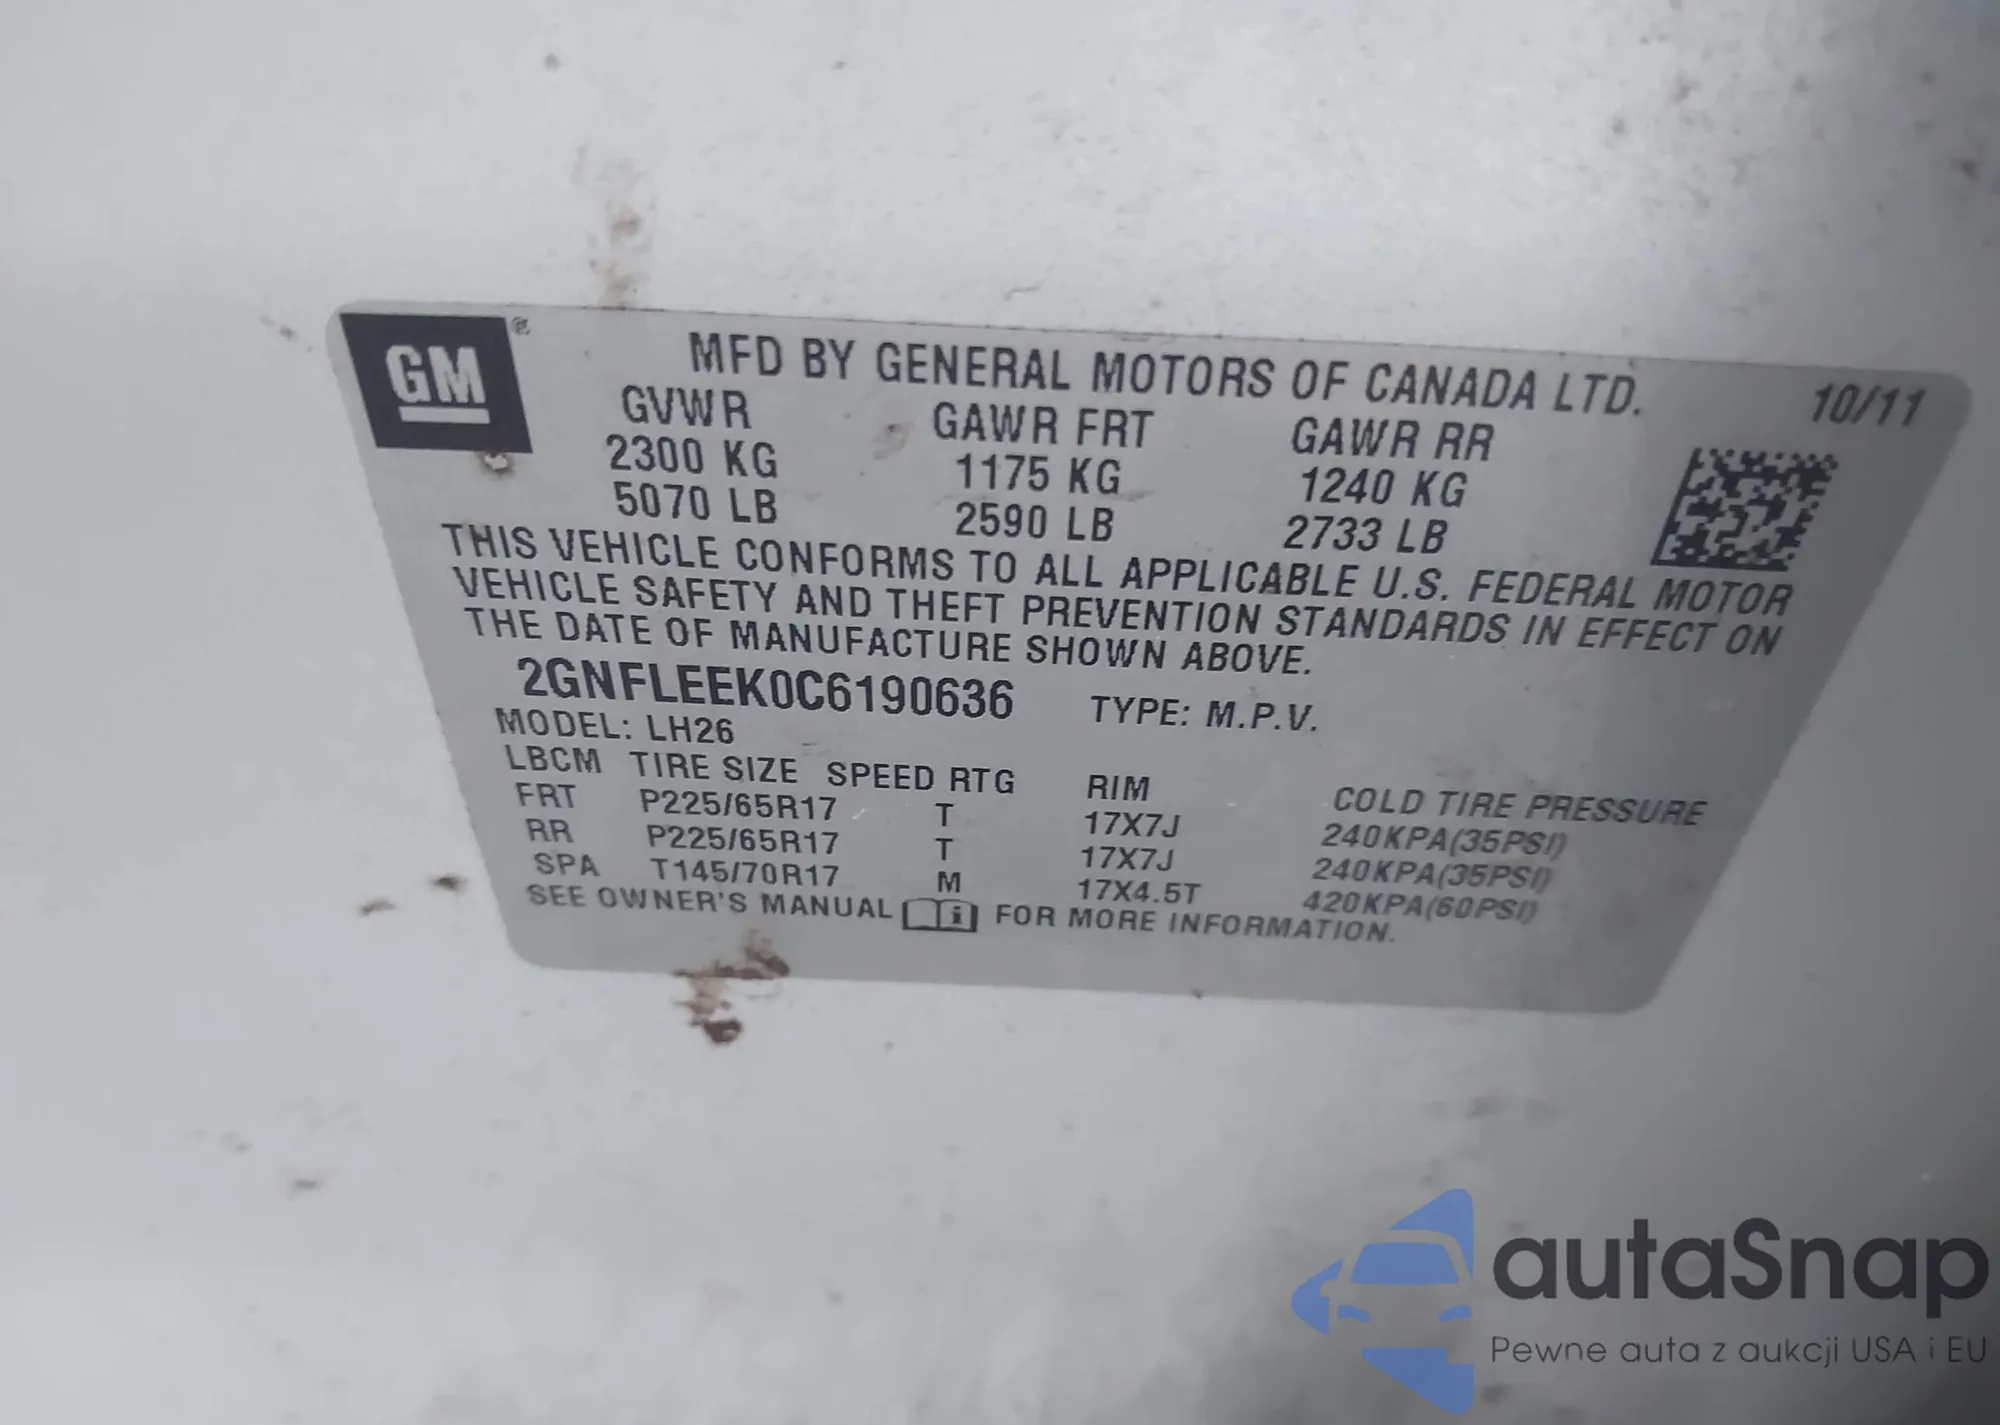 GM ®
MFD BY GENERAL MOTORS OF CANADA LTD.
10/11
GVWR GAWR FRT GAWR RR
2300 KG 1175 KG 1240 KG
5070 LB 2590 LB 2733 LB
THIS VEHICLE CONFORMS TO ALL APPLICABLE U.S. FEDERAL MOTOR
VEHICLE SAFETY AND THEFT PREVENTION STANDARDS IN EFFECT ON
THE DATE OF MANUFACTURE SHOWN ABOVE.
2GNFLEEK0C6190636 TYPE: M.P.V.
MODEL: LH26
LBCM TIRE SIZE SPEED RTG RIM COLD TIRE PRESSURE
FRT P225/65R17 T 17X7J 240KPA(35PSI)
RR P225/65R17 T 17X7J 240KPA(35PSI)
SPA T145/70R17 M 17X4.5T 420KPA(60PSI)
SEE OWNER'S MANUAL i FOR MORE INFORMATION.
autaSnap
Pewne auta z aukcji USA i EU